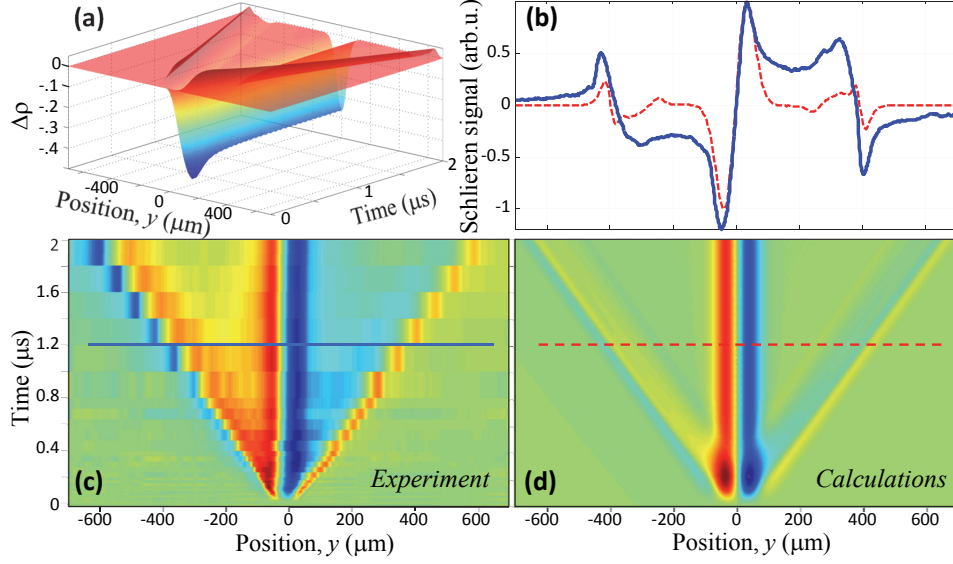 (a)
0
-.1
-.2
-.3
-.4
Δρ
-400
0
400
Position, y (μm)
0
1
2
Time (μs)
(b)
0.5
0
-0.5
-1
Schlieren signal (arb.u.)
2
1.6
1.2
0.8
0.4
0
Time (μs)
(c)
Experiment
-600 -400 -200 0 200 400 600
Position, y (μm)
(d)
Calculations
-600 -400 -200 0 200 400 600
Position, y (μm)